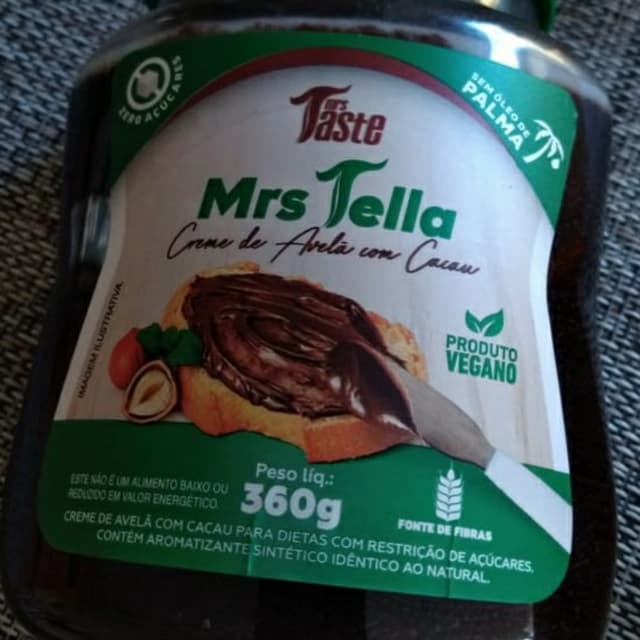 ZERO AÇÚCARES
SEM ÓLEO DE
PALMA
Mrs
Taste
Mrs Tella
Creme de Avelã com Cacau
IMAGEM ILUSTRATIVA
PRODUTO
VEGANO
ESTE NÃO É UM ALIMENTO BAIXO OU
REDUZIDO EM VALOR ENERGÉTICO.
Peso líq.:
360g
FONTE DE FIBRAS
CREME DE AVELÃ COM CACAU PARA DIETAS COM RESTRIÇÃO DE AÇÚCARES.
CONTÉM AROMATIZANTE SINTÉTICO IDÊNTICO AO NATURAL.